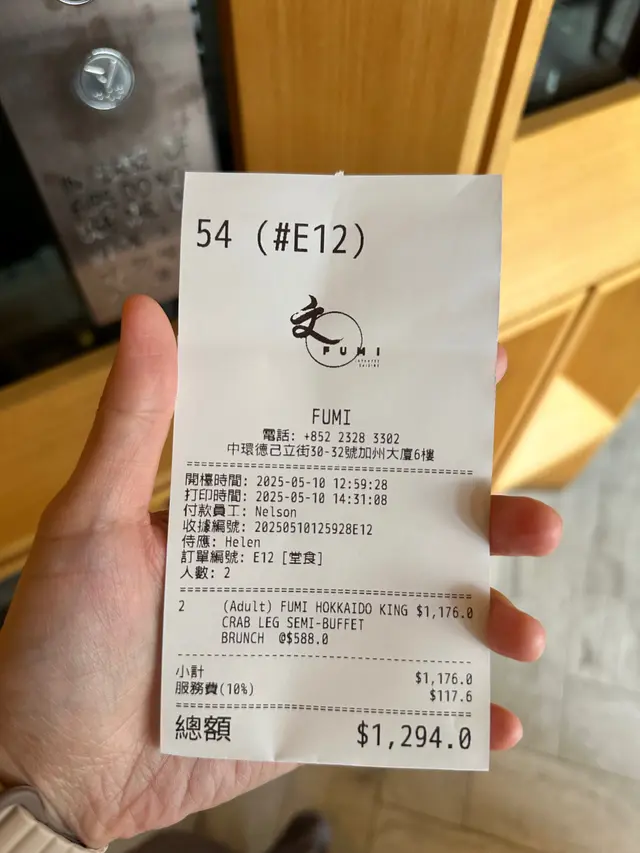 54 (#E12)
文
FUMI
FUMI
電話: +852 2328 3302
中環德己立街30-32號加州大廈6樓
開檯時間: 2025-05-10 12:59:28
打印時間: 2025-05-10 14:31:08
付款員工: Nelson
收據編號: 20250510125928E12
侍應: Helen
訂單編號: E12 [堂食]
人數: 2
2 (Adult) FUMI HOKKAIDO KING $1,176.0
CRAB LEG SEMI-BUFFET
BRUNCH @$588.0
小計 $1,176.0
服務費(10%) $117.6
總額 $1,294.0